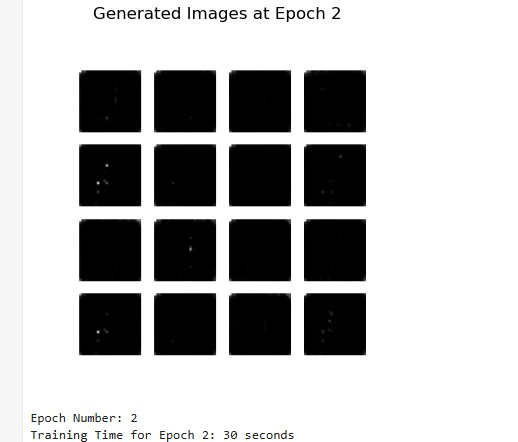 Generated Images at Epoch 2
Epoch Number: 2
Training Time for Epoch 2: 30 seconds